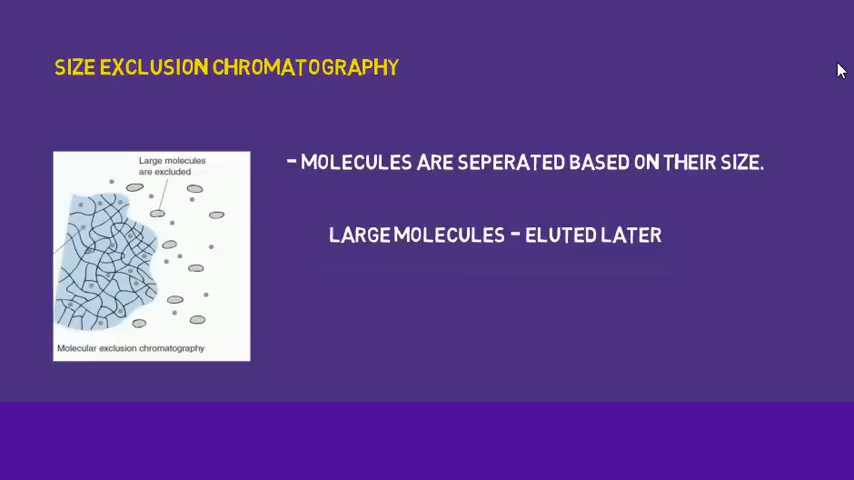 SIZE EXCLUSION CHROMATOGRAPHY
Large molecules
are excluded
- MOLECULES ARE SEPERATED BASED ON THEIR SIZE.
LARGE MOLECULES - ELUTED LATER
Molecular exclusion chromatography